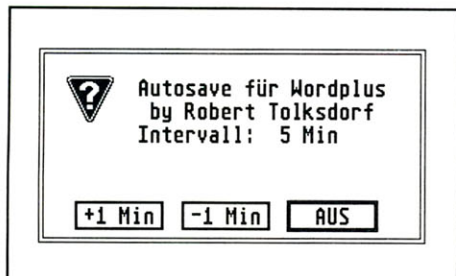 ?
Autosave für Wordplus
by Robert Tolksdorf
Intervall: 5 Min
+1 Min -1 Min AUS